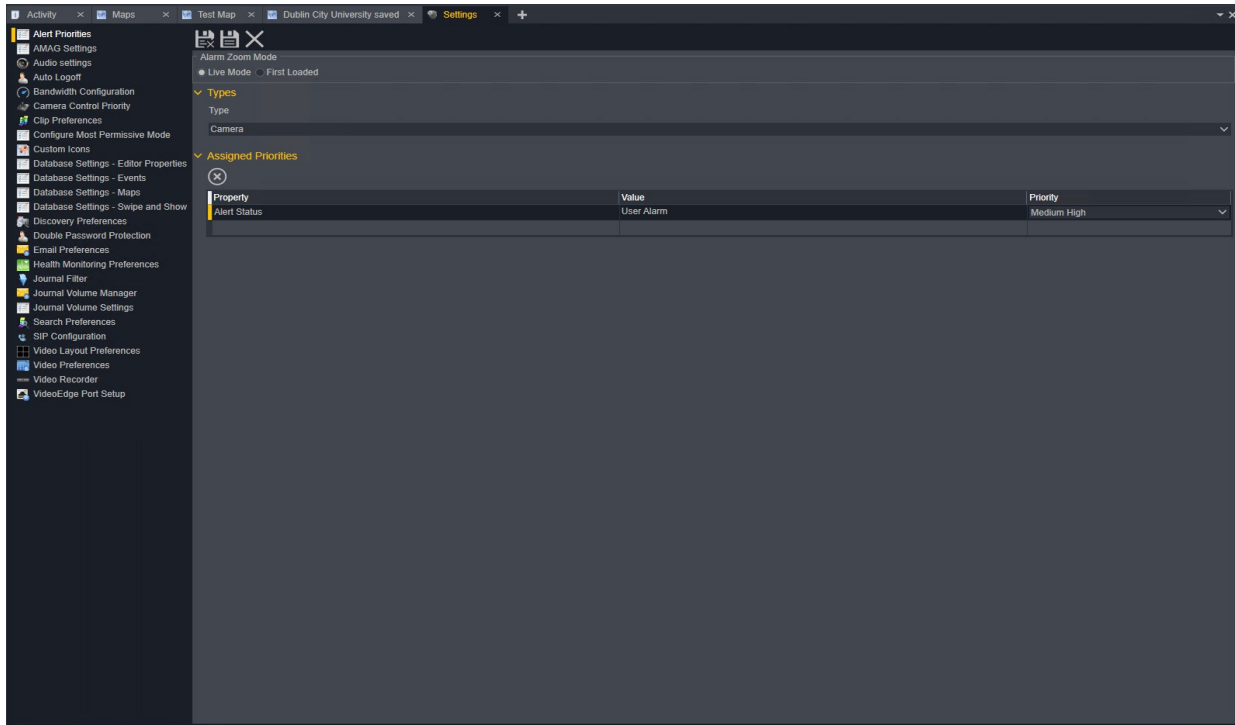 Activity Maps Test Map Dublin City University saved Settings
Alert Priorities
AMAG Settings
Audio settings
Auto Logoff
Bandwidth Configuration
Camera Control Priority
Clip Preferences
Configure Most Permissive Mode
Custom Icons
Database Settings - Editor Properties
Database Settings - Events
Database Settings - Maps
Database Settings - Swipe and Show
Discovery Preferences
Double Password Protection
Email Preferences
Health Monitoring Preferences
Journal Filter
Journal Volume Manager
Journal Volume Settings
Search Preferences
SIP Configuration
Video Layout Preferences
Video Preferences
Video Recorder
VideoEdge Port Setup
Alarm Zoom Mode
Live Mode First Loaded
Types
Type
Camera
Assigned Priorities
Property Value Priority
Alert Status User Alarm Medium High